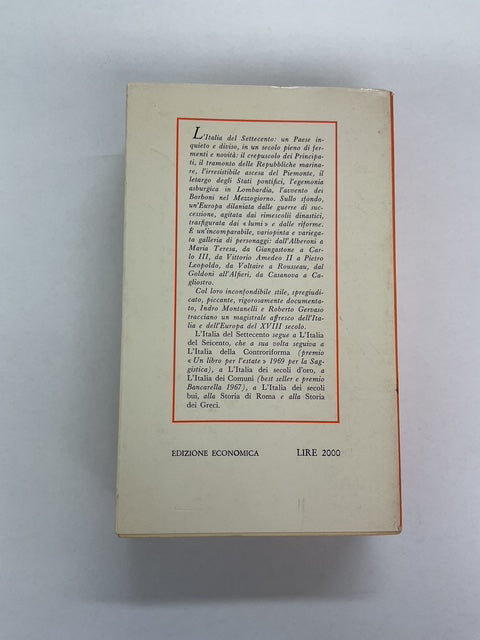 L'Italia del Settecento: un Paese in-
quieto e diviso, in un secolo pieno di fer-
menti e novità: il crepuscolo dei Principa-
ti, il tramonto delle Repubbliche marina-
re, l'irresistibile ascesa del Piemonte, il
letargo degli Stati pontifici, l'egemonia
asburgica in Lombardia, l'avvento dei
Borboni nel Mezzogiorno. Sullo sfondo,
un'Europa dilaniata dalle guerre di suc-
cessione, agitata dai rimescolii dinastici,
trasfigurata dai «lumi» e dalle riforme.
È un'incomparabile, variopinta e variega-
ta galleria di personaggi: dall'Alberoni a
Maria Teresa, da Giangastone a Car-
lo III, da Vittorio Amedeo II a Pietro
Leopoldo, da Voltaire a Rousseau, dal
Goldoni all'Alfieri, da Casanova a Ca-
gliostro.
Col loro inconfondibile stile, spregiudi-
cato, piccante, rigorosamente documenta-
to, Indro Montanelli e Roberto Gervaso
tracciano un magistrale affresco dell'Ita-
lia e dell'Europa del XVIII secolo.
L'Italia del Settecento segue a L'Italia
del Seicento, che a sua volta seguiva a
L'Italia della Controriforma (premio
«Un libro per l'estate» 1969 per la Sag-
gistica), a L'Italia dei secoli d'oro, a
L'Italia dei Comuni (best seller e premio
Bancarella 1967), a L'Italia dei secoli
bui, alla Storia di Roma e alla Storia
dei Greci.
EDIZIONE ECONOMICA LIRE 2000